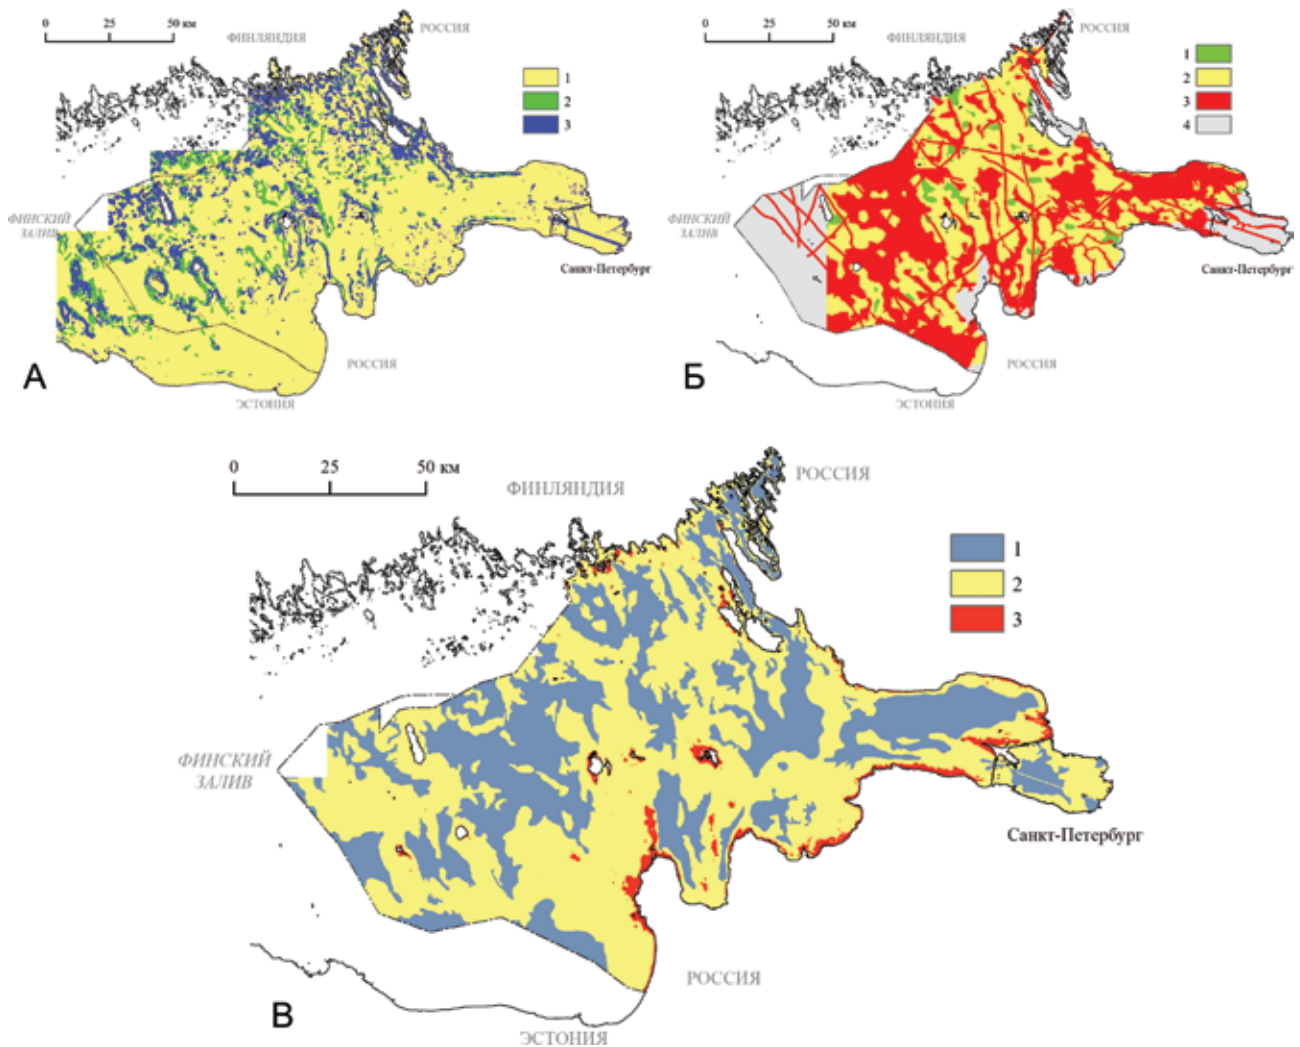 0 25 50 км
РОССИЯ
ФИНЛЯНДИЯ
1
2
3
ФИНСКИЙ
ЗАЛИВ
Санкт-Петербург
РОССИЯ
А
ЭСТОНИЯ
0 25 50 км
РОССИЯ
ФИНЛЯНДИЯ
1
2
3
4
ФИНСКИЙ
ЗАЛИВ
Санкт-Петербург
РОССИЯ
Б
ЭСТОНИЯ
0 25 50 км
РОССИЯ
ФИНЛЯНДИЯ
1
2
3
ФИНСКИЙ
ЗАЛИВ
Санкт-Петербург
РОССИЯ
В
ЭСТОНИЯ